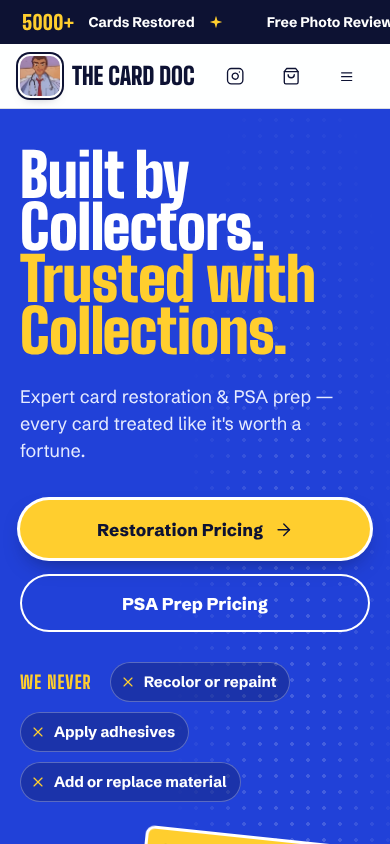 5000+ Cards Restored Free Photo Review
THE CARD DOC
Built by
Collectors.
Trusted with
Collections.
Expert card restoration & PSA prep —
every card treated like it's worth a
fortune.
Restoration Pricing
PSA Prep Pricing
WE NEVER Recolor or repaint
Apply adhesives
Add or replace material